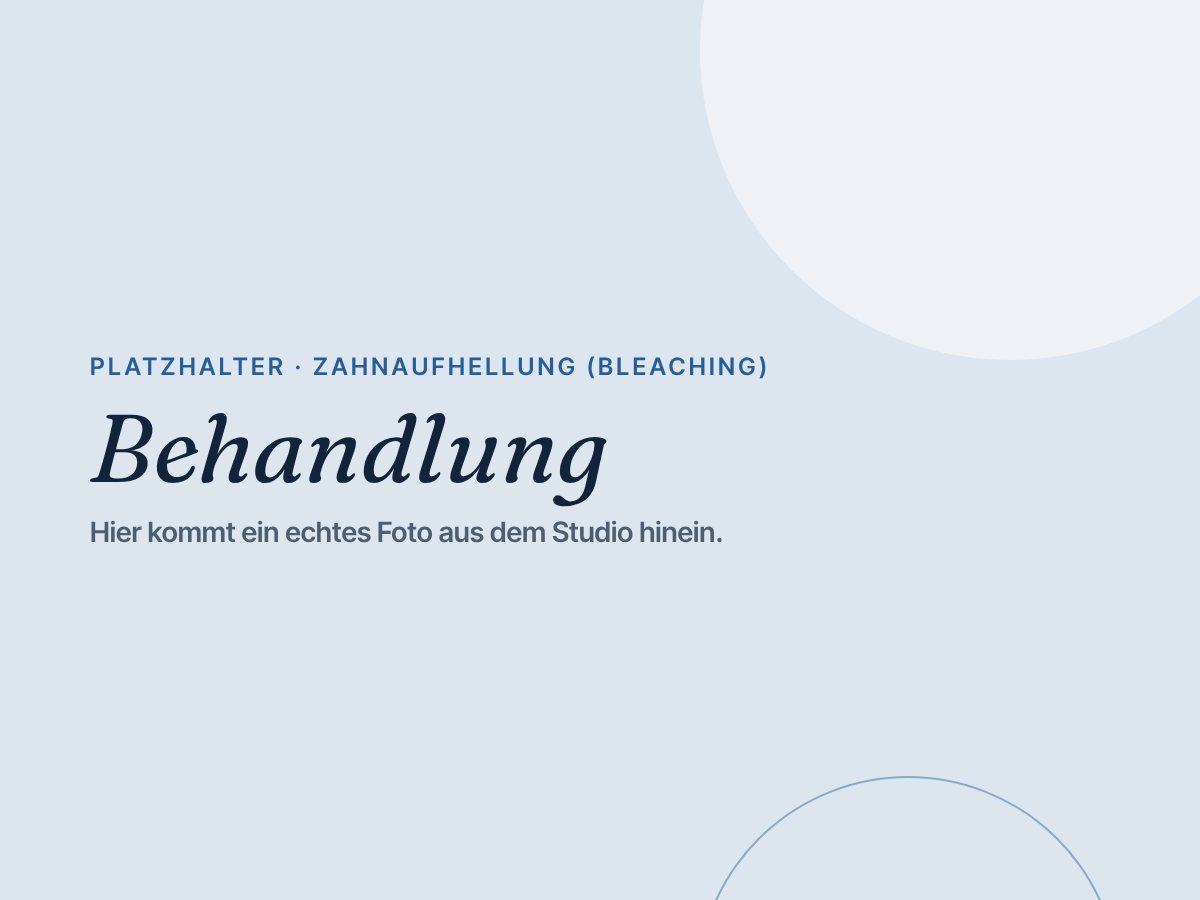 PLATZHALTER · ZAHNAUFHELLUNG (BLEACHING)
Behandlung
Hier kommt ein echtes Foto aus dem Studio hinein.